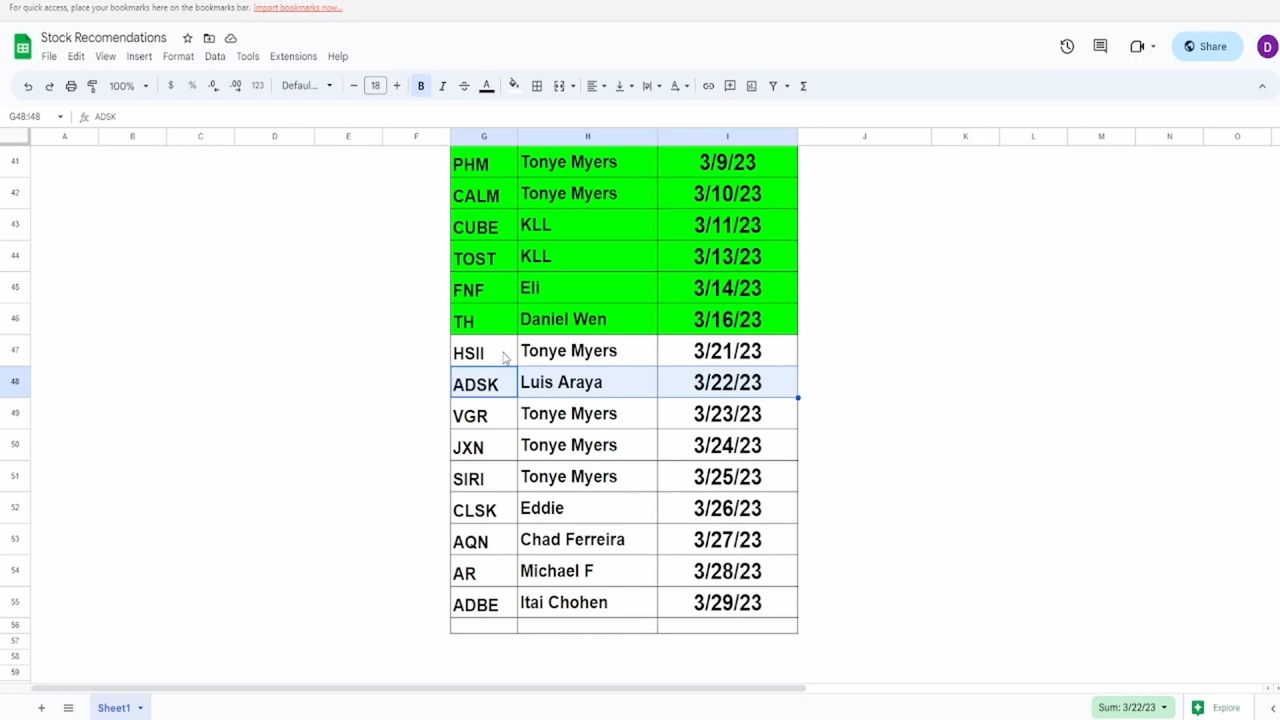 For quick access, place your bookmarks here on the bookmarks bar. Import bookmarks now...
Stock Recomendations
File Edit View Insert Format Data Tools Extensions Help
Share
D
100% $ % .0 .00 123 Defaul... − 18 + B I A Σ
G48:I48 fx ADSK
A B C D E F G H I J K L M N O
41 PHM Tonye Myers 3/9/23
42 CALM Tonye Myers 3/10/23
43 CUBE KLL 3/11/23
44 TOST KLL 3/13/23
45 FNF Eli 3/14/23
46 TH Daniel Wen 3/16/23
47 HSII Tonye Myers 3/21/23
48 ADSK Luis Araya 3/22/23
49 VGR Tonye Myers 3/23/23
50 JXN Tonye Myers 3/24/23
51 SIRI Tonye Myers 3/25/23
52 CLSK Eddie 3/26/23
53 AQN Chad Ferreira 3/27/23
54 AR Michael F 3/28/23
55 ADBE Itai Chohen 3/29/23
56
57
58
59
+ Sheet1 Sum: 3/22/23 Explore